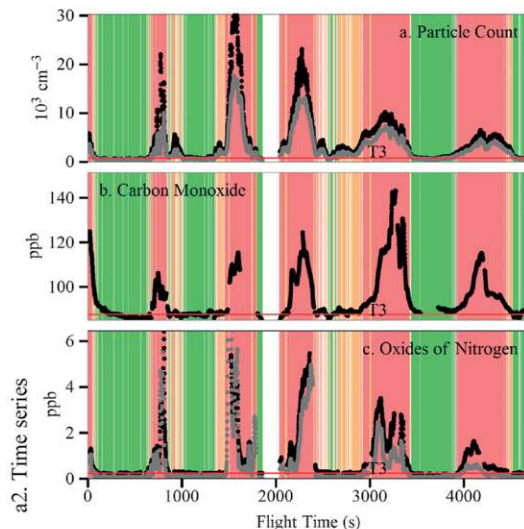 30
a. Particle Count
20
10³ cm⁻³
10
T3
0
b. Carbon Monoxide
140
120
ppb
100
T3
6
c. Oxides of Nitrogen
4
ppb
2
T3
0
a2. Time series
0 1000 2000 3000 4000
Flight Time (s)